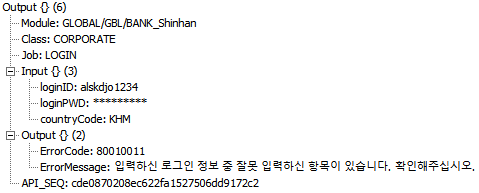 Output {} (6)
Module: GLOBAL/GBL/BANK_Shinhan
Class: CORPORATE
Job: LOGIN
Input {} (3)
loginID: alskdjo1234
loginPWD: *********
countryCode: KHM
Output {} (2)
ErrorCode: 80010011
ErrorMessage: 입력하신 로그인 정보 중 잘못 입력하신 항목이 있습니다. 확인해주십시오.
API_SEQ: cde0870208ec622fa1527506dd9172c2